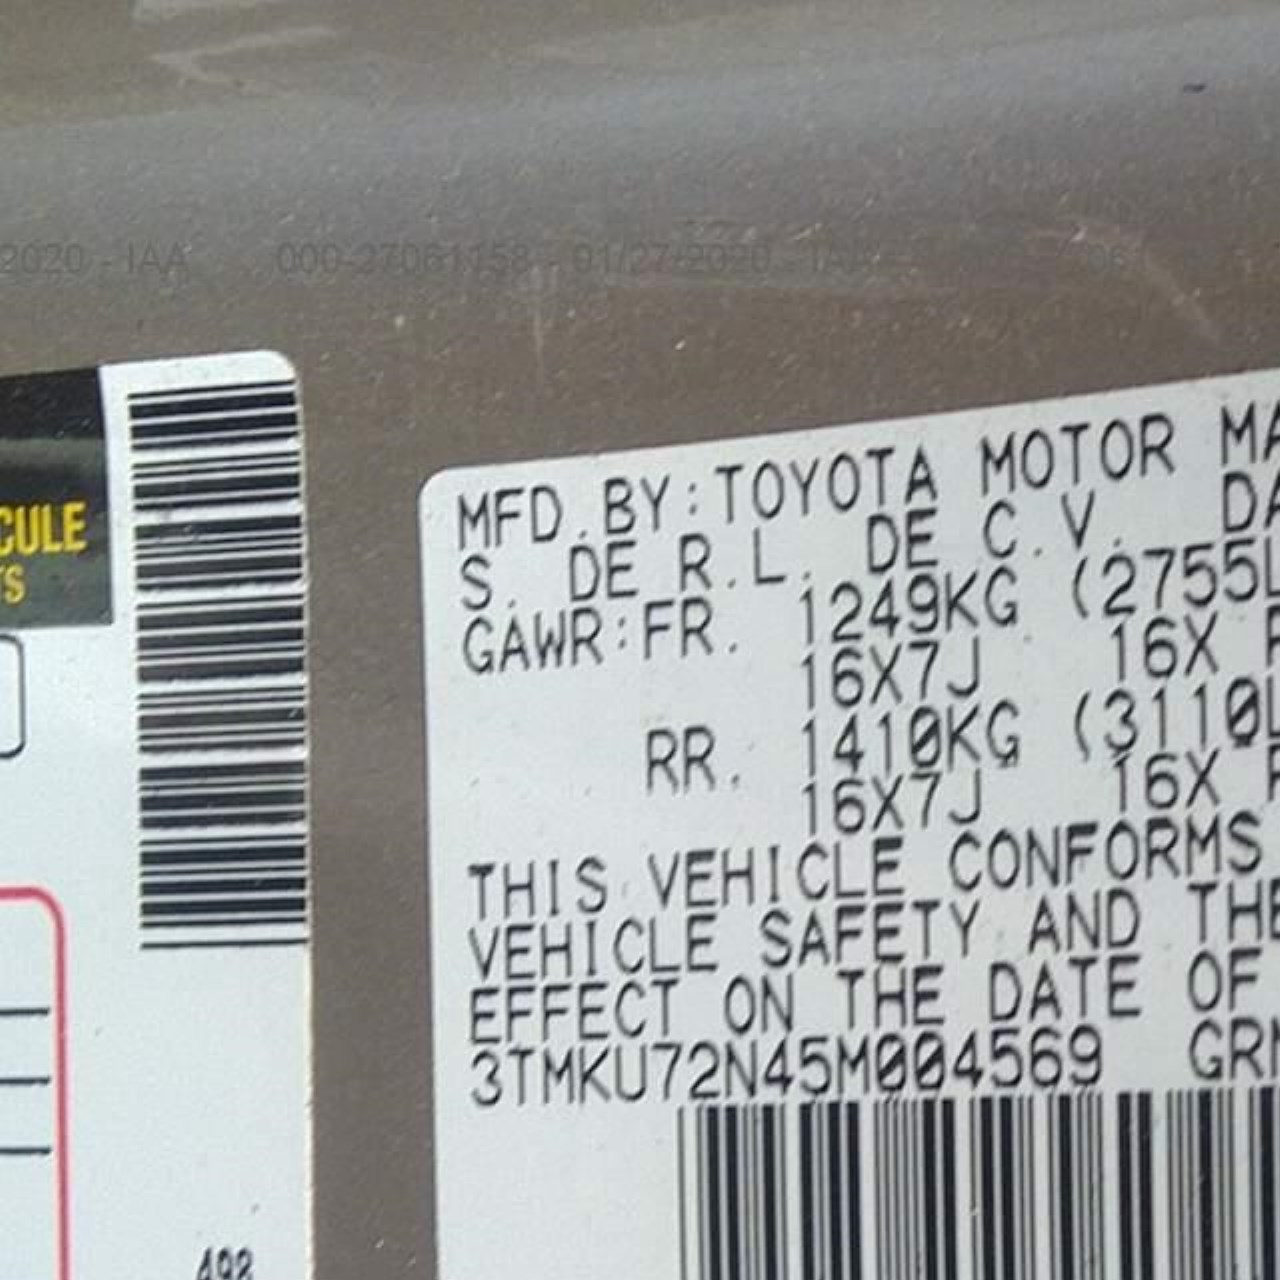 2020 - IAA 000-27061158 - 01/27/2020 - IAA
CULE
TS
MFD.BY:TOYOTA MOTOR MA
S. DE R.L. DE C.V. DA
GAWR:FR. 1249KG (2755L
16X7J 16X
RR. 1410KG (3110L
16X7J 16X
THIS VEHICLE CONFORMS
VEHICLE SAFETY AND THE
EFFECT ON THE DATE OF
3TMKU72N45M004569 GRN